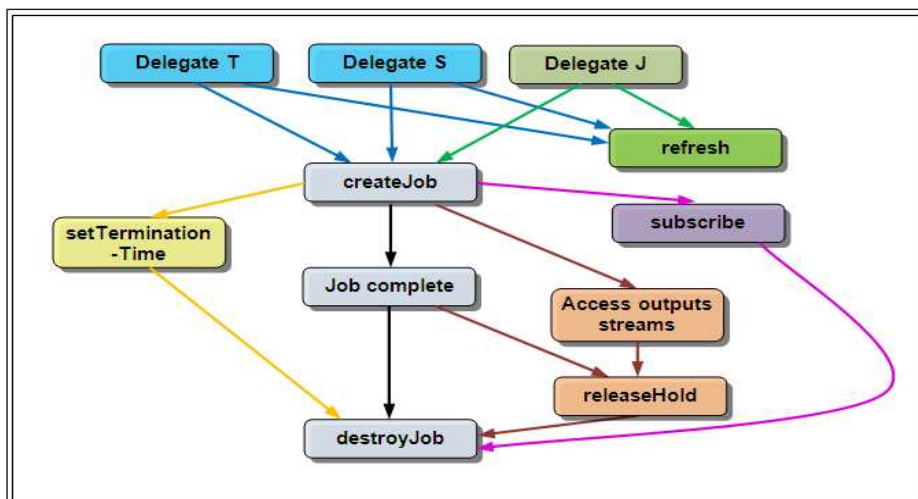 Delegate T
Delegate S
Delegate J
refresh
createJob
setTermination
-Time
subscribe
Job complete
Access outputs
streams
releaseHold
destroyJob